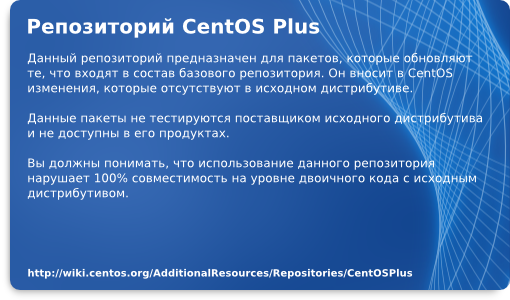 Репозиторий CentOS Plus
Данный репозиторий предназначен для пакетов, которые обновляют
те, что входят в состав базового репозитория. Он вносит в CentOS
изменения, которые отсутствуют в исходном дистрибутиве.
Данные пакеты не тестируются поставщиком исходного дистрибутива
и не доступны в его продуктах.
Вы должны понимать, что использование данного репозитория
нарушает 100% совместимость на уровне двоичного кода с исходным
дистрибутивом.
http://wiki.centos.org/AdditionalResources/Repositories/CentOSPlus